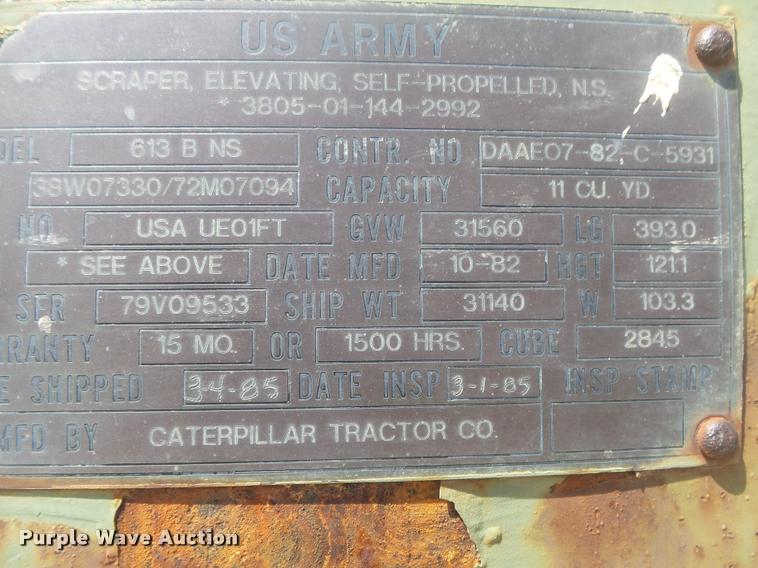 US ARMY
SCRAPER, ELEVATING, SELF-PROPELLED, N.S.
* 3805-01-144-2992
DEL 613 B NS CONTR. NO DAAE07-82-C-5931
38W07330/72M07094 CAPACITY 11 CU. YD.
NO. USA UE01FT GVW 31560 LG 393.0
* SEE ABOVE DATE MFD 10-82 HGT 121.1
SER 79V09533 SHIP WT 31140 W 103.3
RRANTY 15 MO. OR 1500 HRS. CUBE 2845
E SHIPPED 3-4-85 DATE INSP 3-1-85 INSP STAMP
MFD BY CATERPILLAR TRACTOR CO.
Purple Wave Auction